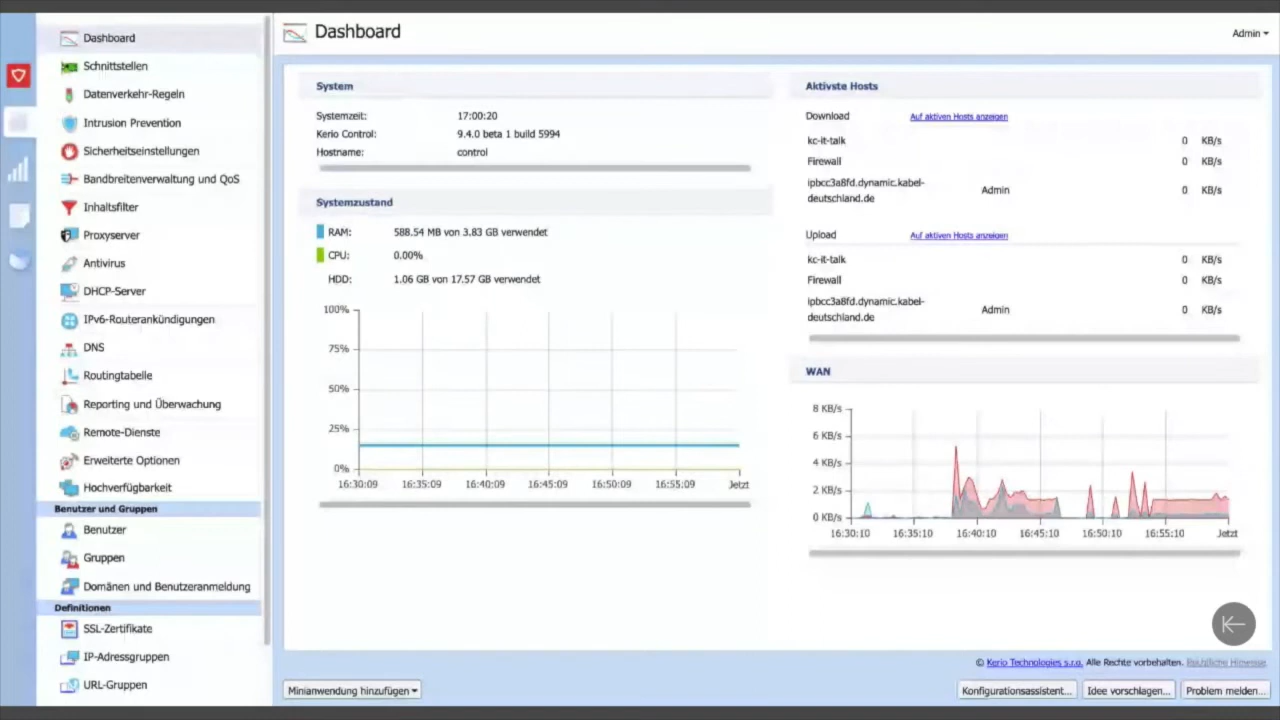 Dashboard
Schnittstellen
Datenverkehr-Regeln
Intrusion Prevention
Sicherheitseinstellungen
Bandbreitenverwaltung und QoS
Inhaltsfilter
Proxyserver
Antivirus
DHCP-Server
IPv6-Routerankündigungen
DNS
Routingtabelle
Reporting und Überwachung
Remote-Dienste
Erweiterte Optionen
Hochverfügbarkeit
Benutzer und Gruppen
Benutzer
Gruppen
Domänen und Benutzeranmeldung
Definitionen
SSL-Zertifikate
IP-Adressgruppen
URL-Gruppen
Dashboard
Admin
System
Systemzeit: 17:00:20
Kerio Control: 9.4.0 beta 1 build 5994
Hostname: control
Systemzustand
RAM: 588.54 MB von 3.83 GB verwendet
CPU: 0.00%
HDD: 1.06 GB von 17.57 GB verwendet
100%
75%
50%
25%
0%
16:30:09 16:35:09 16:40:09 16:45:09 16:50:09 16:55:09 Jetzt
Aktivste Hosts
Download Auf aktiven Hosts anzeigen
kc-it-talk 0 KB/s
Firewall 0 KB/s
ipbcc3a8fd.dynamic.kabel-
deutschland.de Admin 0 KB/s
Upload Auf aktiven Hosts anzeigen
kc-it-talk 0 KB/s
Firewall 0 KB/s
ipbcc3a8fd.dynamic.kabel-
deutschland.de Admin 0 KB/s
WAN
8 KB/s
6 KB/s
4 KB/s
2 KB/s
0 KB/s
16:30:10 16:35:10 16:40:10 16:45:10 16:50:10 16:55:10 Jetzt
© Kerio Technologies s.r.o. Alle Rechte vorbehalten. Rechtliche Hinweise
Minianwendung hinzufügen
Konfigurationsassistent... Idee vorschlagen... Problem melden...